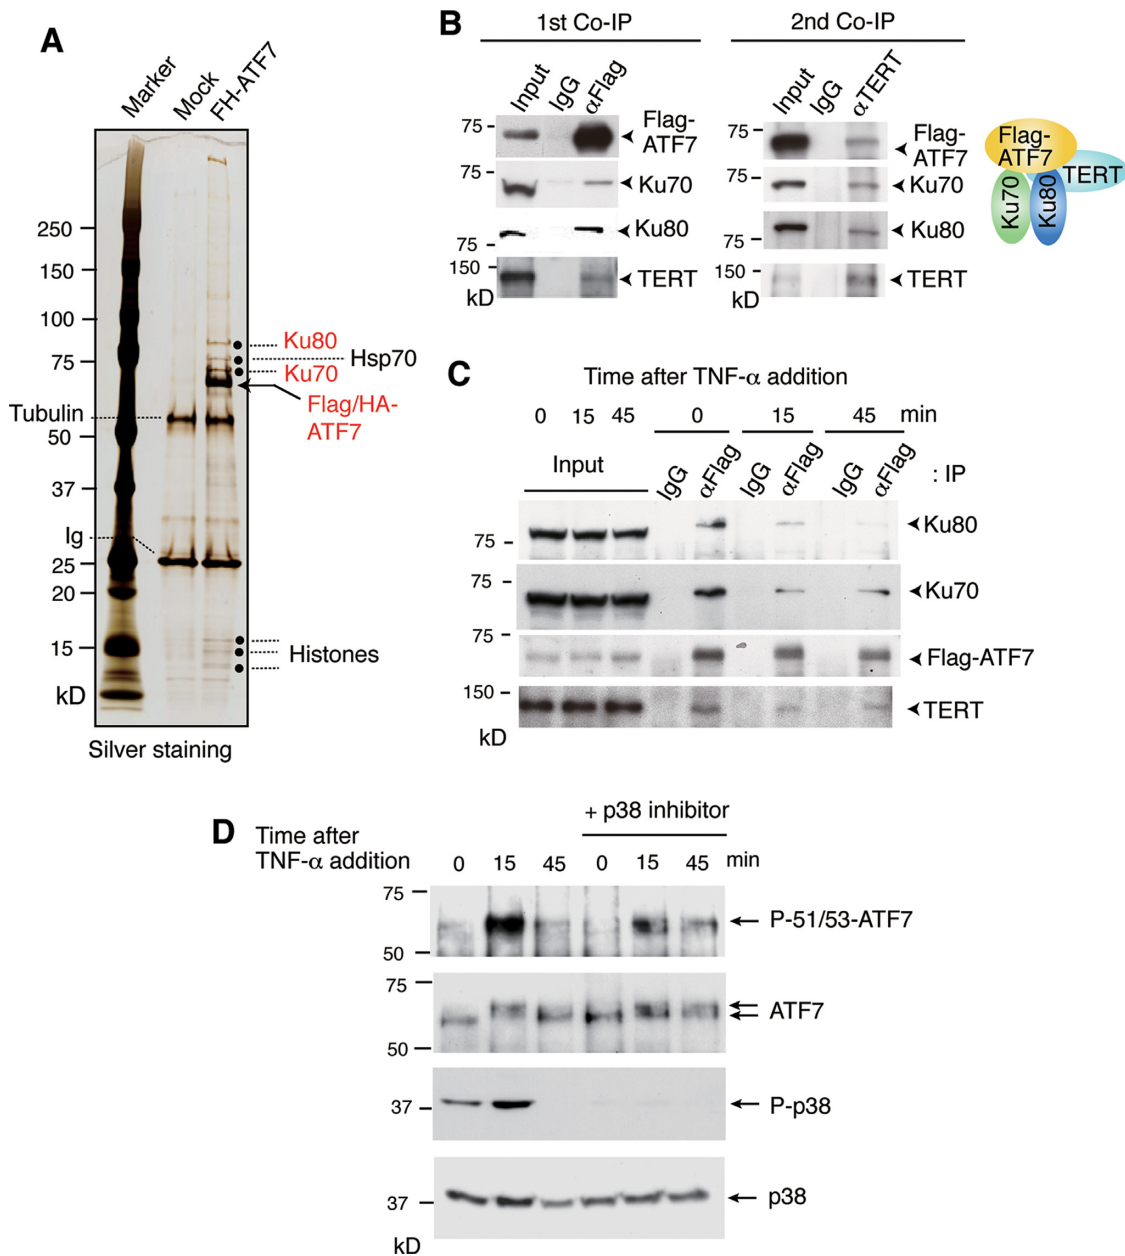 A
Marker
Mock
FH-ATF7
250
150
100
75
Tubulin
50
37
Ig
25
20
15
kD
Ku80
Hsp70
Ku70
Flag/HA-
ATF7
Histones
Silver staining
B
1st Co-IP
Input
IgG
αFlag
75
Flag-
ATF7
75
Ku70
Ku80
75
150
TERT
kD
2nd Co-IP
Input
IgG
αTERT
75
Flag-
ATF7
75
Ku70
Ku80
75
150
TERT
kD
Flag-
ATF7
TERT
Ku70
Ku80
C
Time after TNF-α addition
0 15 45 0 15 45 min
Input
IgG αFlag IgG αFlag IgG αFlag : IP
Ku80
75
75
Ku70
75
Flag-ATF7
150
TERT
kD
D
+ p38 inhibitor
Time after
TNF-α addition
0 15 45 0 15 45 min
75
P-51/53-ATF7
50
75
ATF7
50
37
P-p38
37
p38
kD